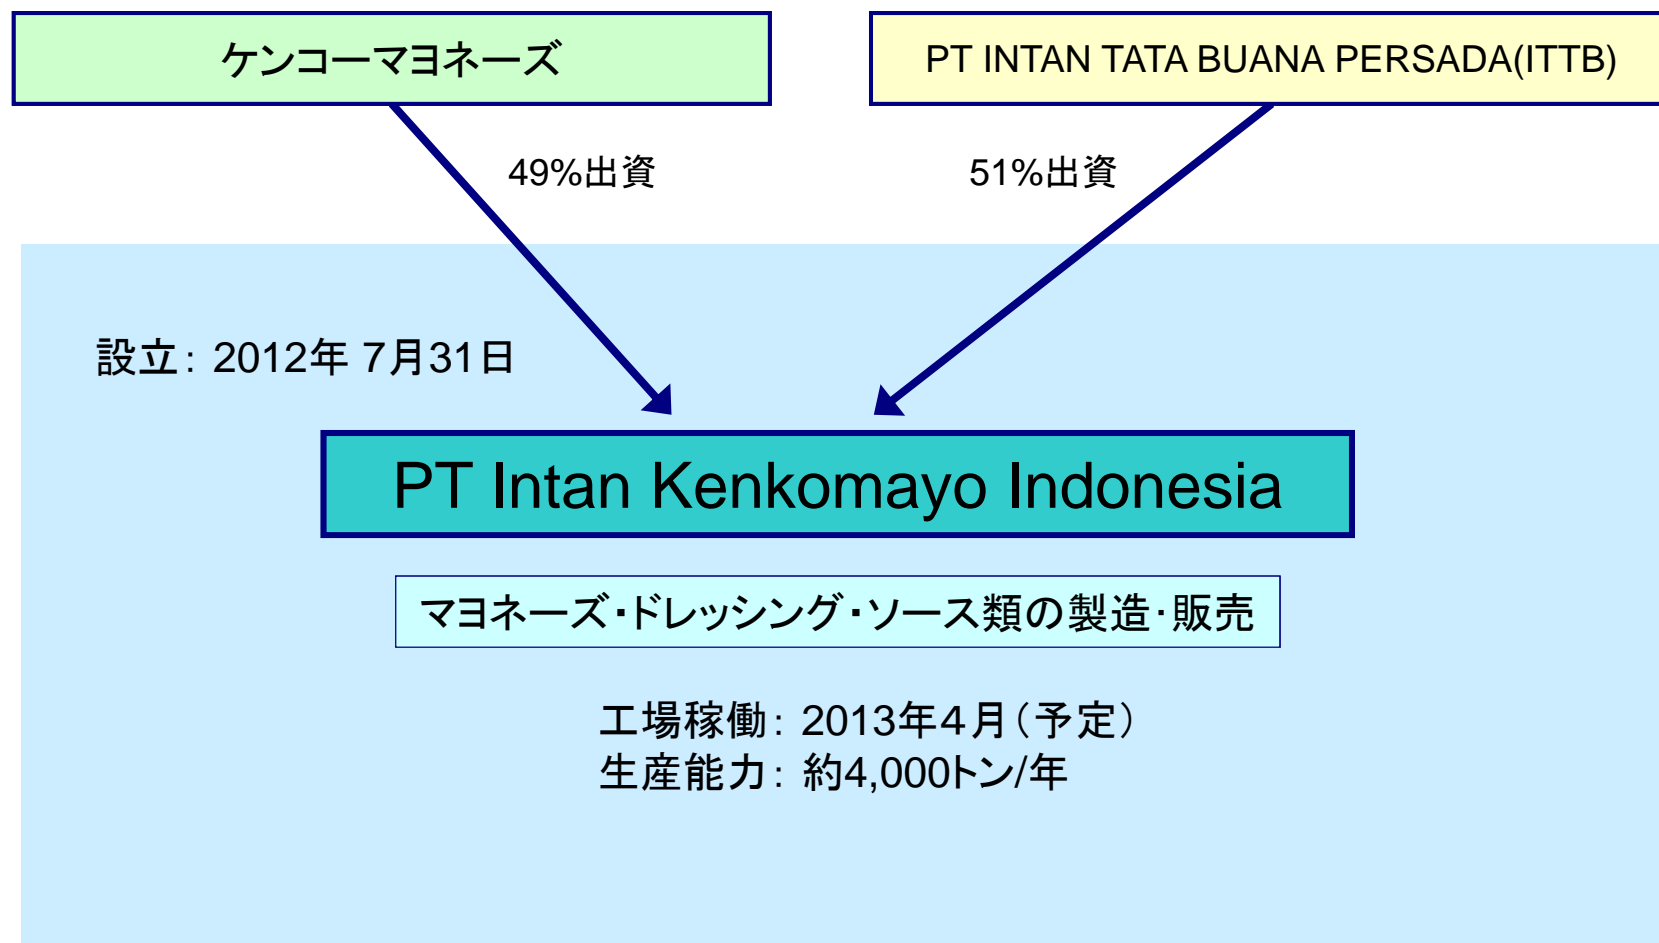 ケンコーマヨネーズ
PT INTAN TATA BUANA PERSADA(ITTB)
49%出資
51%出資
設立：2012年 7月31日
PT Intan Kenkomayo Indonesia
マヨネーズ・ドレッシング・ソース類の製造・販売
工場稼働：2013年４月（予定）
生産能力：約4,000トン/年